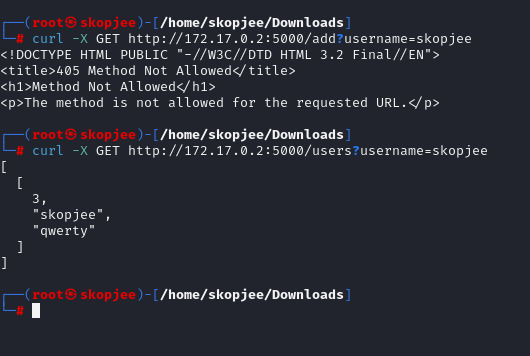 ┌──(root㉿skopjee)-[/home/skopjee/Downloads]
└─# curl -X GET http://172.17.0.2:5000/add?username=skopjee
<!DOCTYPE HTML PUBLIC "-//W3C//DTD HTML 3.2 Final//EN">
<title>405 Method Not Allowed</title>
<h1>Method Not Allowed</h1>
<p>The method is not allowed for the requested URL.</p>
┌──(root㉿skopjee)-[/home/skopjee/Downloads]
└─# curl -X GET http://172.17.0.2:5000/users?username=skopjee
[
  [
    3,
    "skopjee",
    "qwerty"
  ]
]
┌──(root㉿skopjee)-[/home/skopjee/Downloads]
└─#